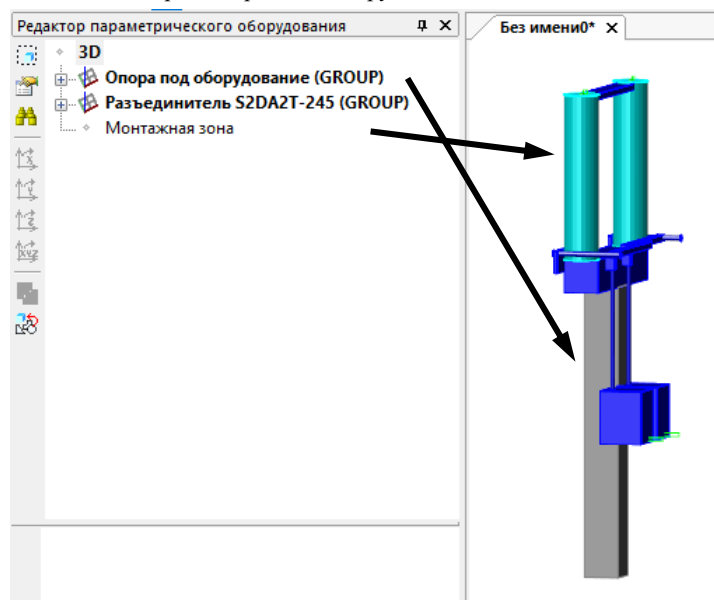 Редактор параметрического оборудования
Без имени0*
3D
Опора под оборудование (GROUP)
Разъединитель S2DA2T-245 (GROUP)
Монтажная зона